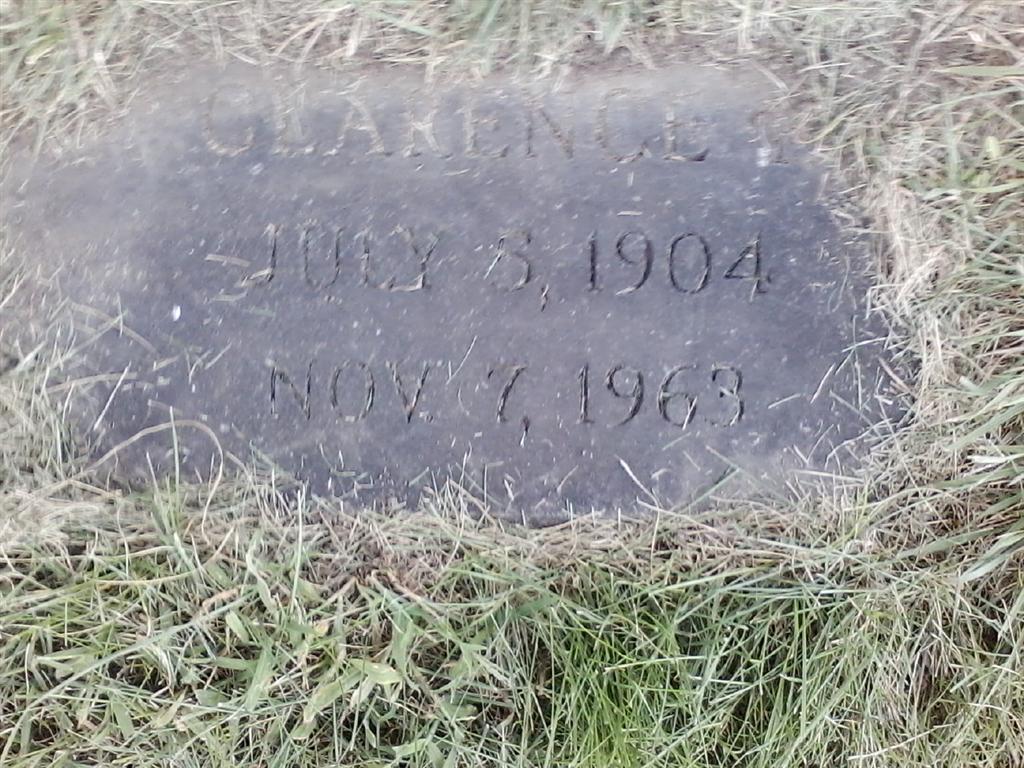 CLARENCE
JULY 8, 1904
NOV. 7, 1963